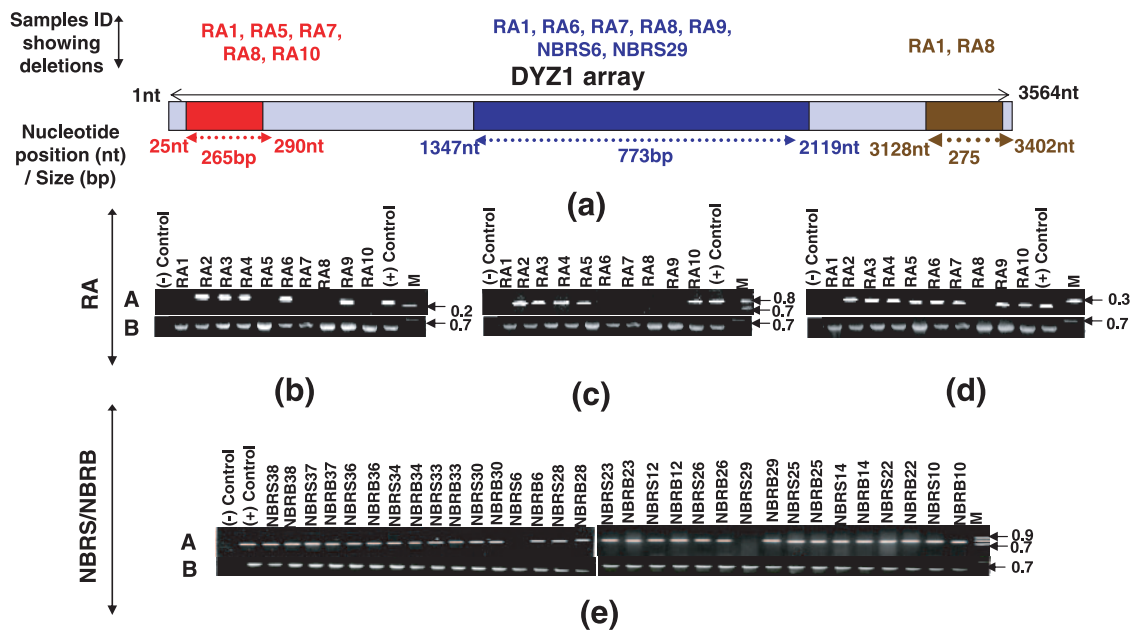 Samples ID
showing
deletions
RA1, RA5, RA7,
RA8, RA10
RA1, RA6, RA7, RA8, RA9,
NBRS6, NBRS29
RA1, RA8
DYZ1 array
1nt
3564nt
Nucleotide
position (nt)
/ Size (bp)
25nt
265bp
290nt
1347nt
773bp
2119nt
3128nt
275
3402nt
(a)
RA
(-) Control
RA1
RA2
RA3
RA4
RA5
RA6
RA7
RA8
RA9
RA10
(+) Control
M
A
0.2
B
0.7
(b)
(-) Control
RA1
RA2
RA3
RA4
RA5
RA6
RA7
RA8
RA9
RA10
(+) Control
M
0.8
0.7
0.7
(c)
(-) Control
RA1
RA2
RA3
RA4
RA5
RA6
RA7
RA8
RA9
RA10
(+) Control
M
0.3
0.7
(d)
NBRS/NBRB
(-) Control
(+) Control
NBRS38
NBRB38
NBRS37
NBRB37
NBRS36
NBRB36
NBRS34
NBRB34
NBRS33
NBRB33
NBRS30
NBRB30
NBRS6
NBRB6
NBRS28
NBRB28
NBRS23
NBRB23
NBRS12
NBRB12
NBRS26
NBRB26
NBRS29
NBRB29
NBRS25
NBRB25
NBRS14
NBRB14
NBRS22
NBRB22
NBRS10
NBRB10
M
A
0.9
0.7
B
0.7
(e)